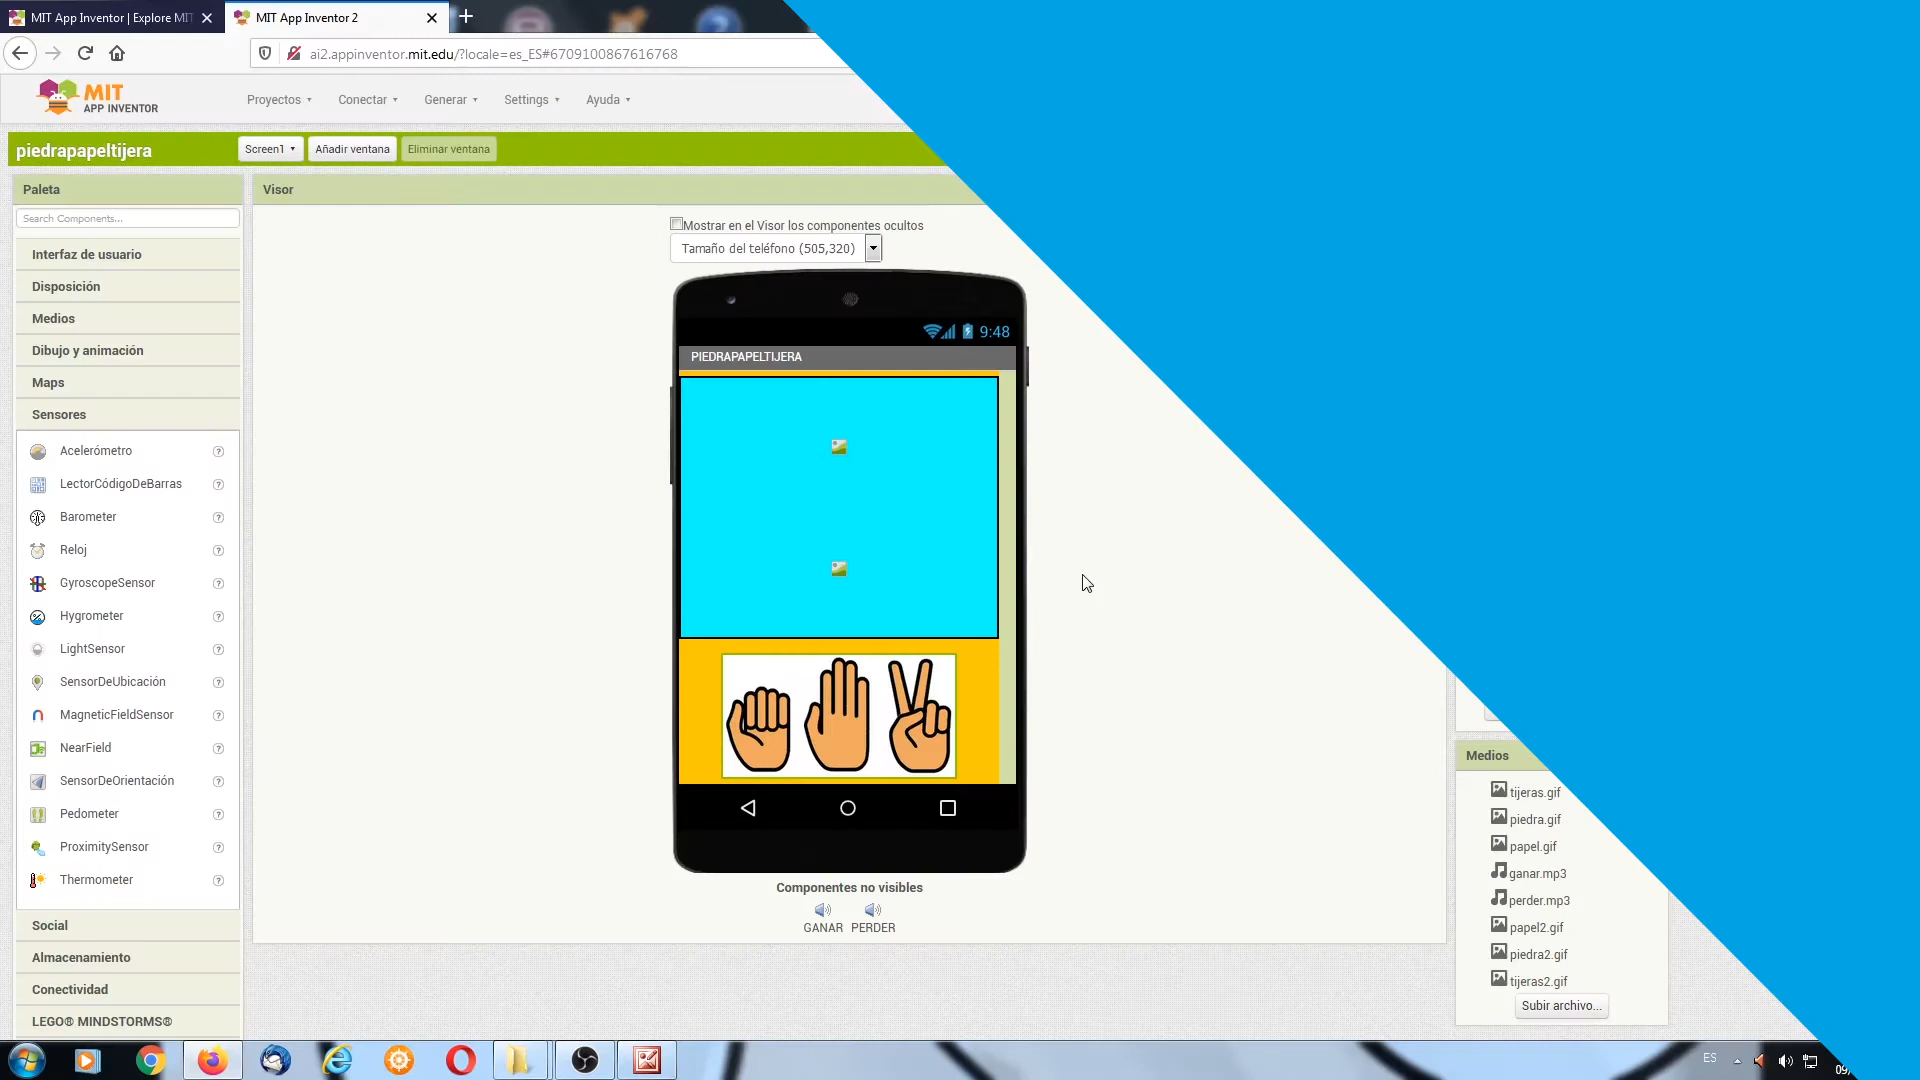 MIT App Inventor | Explore MIT
MIT App Inventor 2
ai2.appinventor.mit.edu/?locale=es_ES#6709100867616768
MIT
APP INVENTOR
Proyectos
Conectar
Generar
Settings
Ayuda
piedrapapeltijera
Screen1
Añadir ventana
Eliminar ventana
Paleta
Search Components...
Interfaz de usuario
Disposición
Medios
Dibujo y animación
Maps
Sensores
Acelerómetro
LectorCódigoDeBarras
Barometer
Reloj
GyroscopeSensor
Hygrometer
LightSensor
SensorDeUbicación
MagneticFieldSensor
NearField
SensorDeOrientación
Pedometer
ProximitySensor
Thermometer
Social
Almacenamiento
Conectividad
LEGO® MINDSTORMS®
Visor
Mostrar en el Visor los componentes ocultos
Tamaño del teléfono (505,320)
9:48
PIEDRAPAPELTIJERA
Componentes no visibles
GANAR PERDER
Medios
tijeras.gif
piedra.gif
papel.gif
ganar.mp3
perder.mp3
papel2.gif
piedra2.gif
tijeras2.gif
Subir archivo...
ES